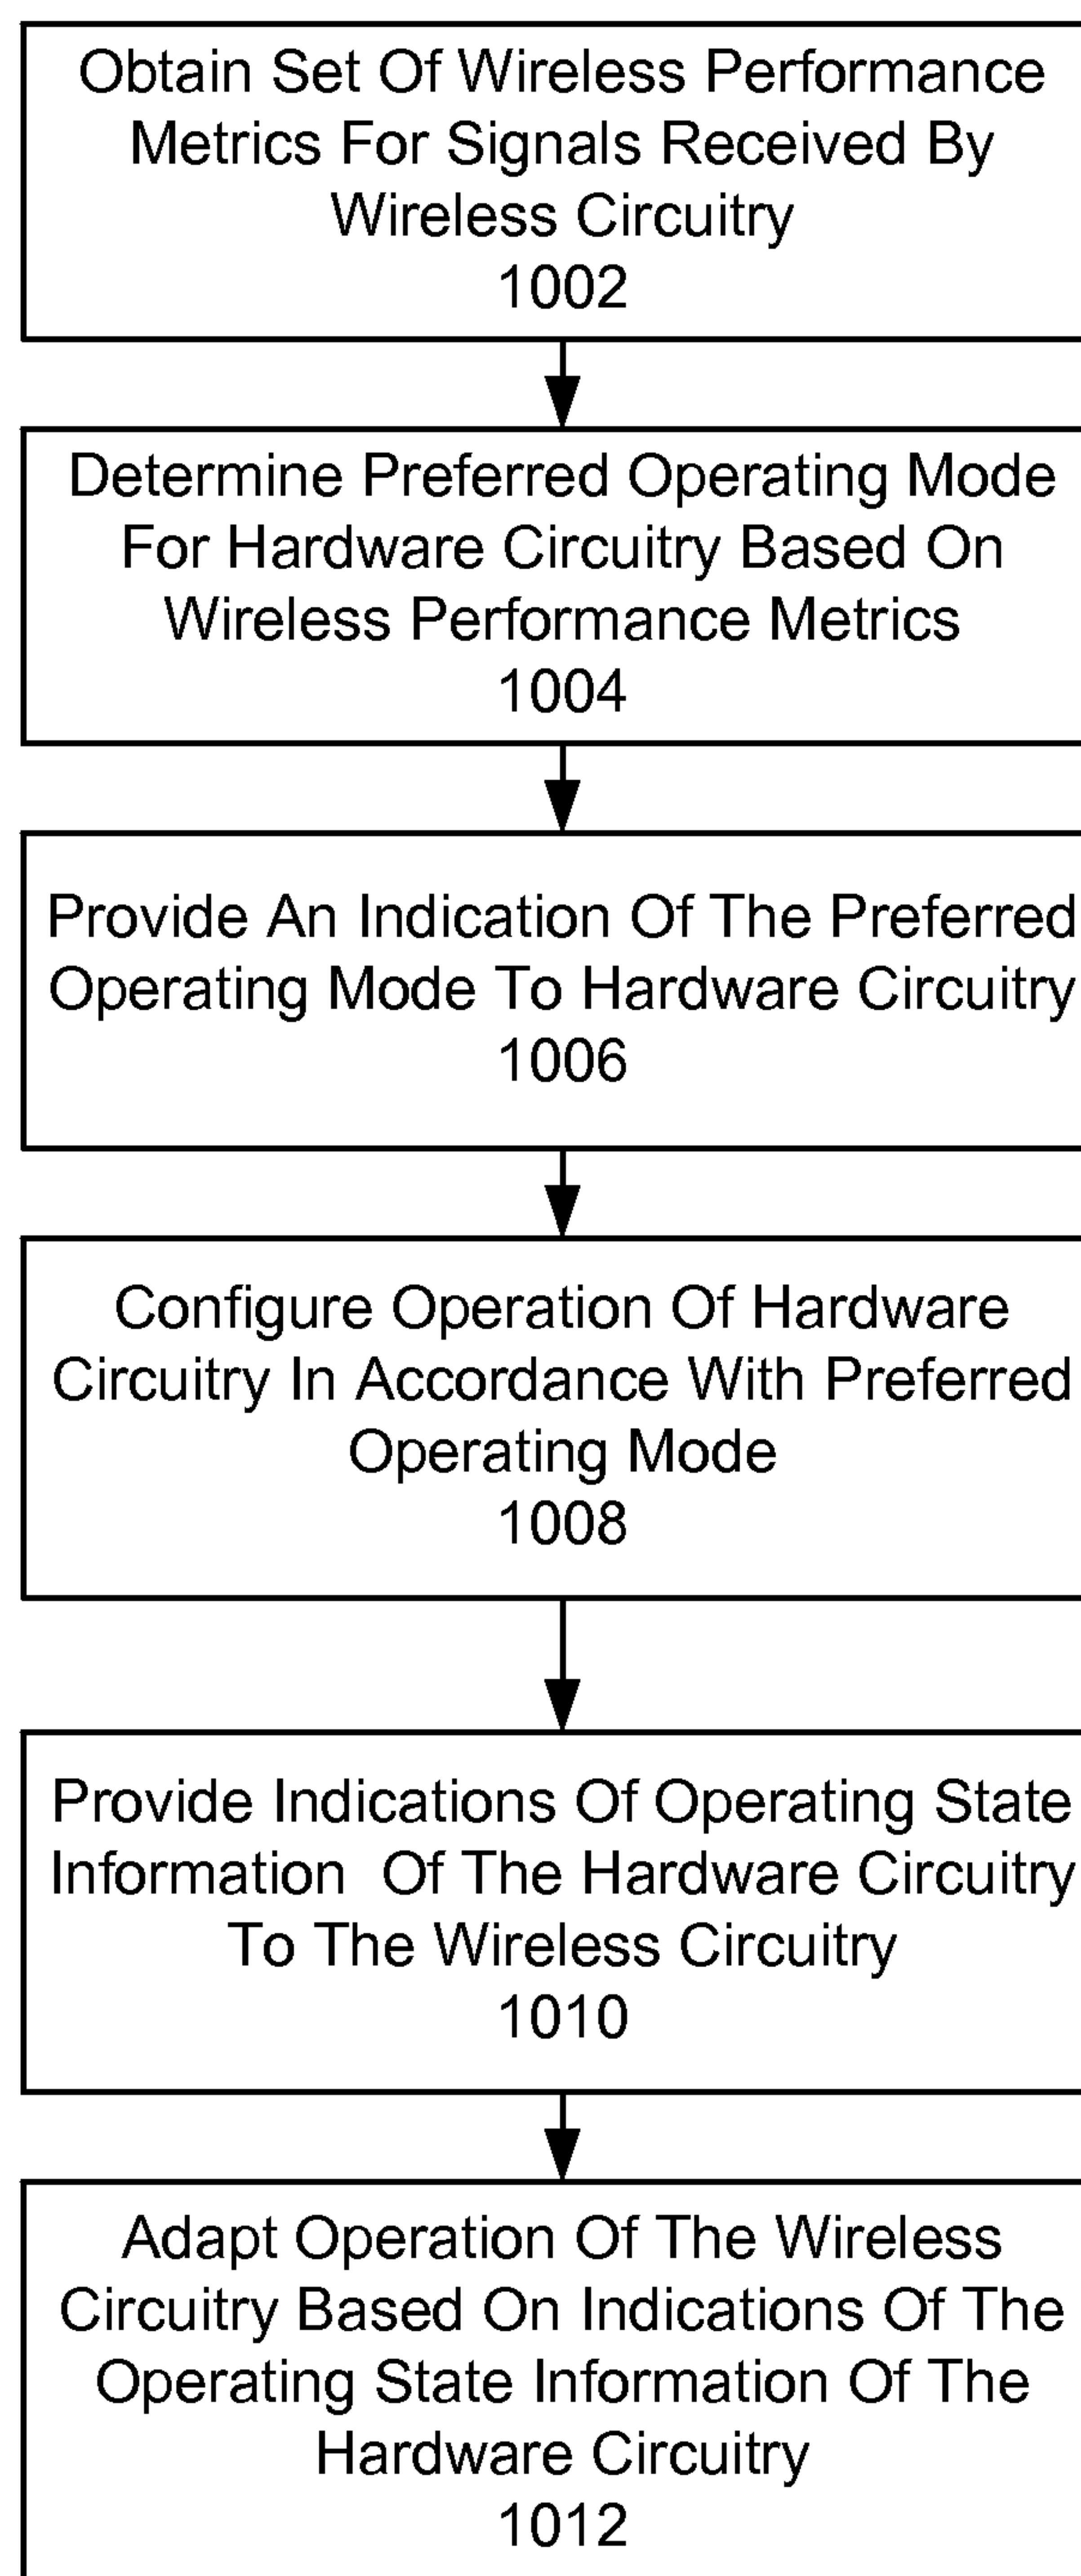 Obtain Set Of Wireless Performance
Metrics For Signals Received By
Wireless Circuitry
1002
Determine Preferred Operating Mode
For Hardware Circuitry Based On
Wireless Performance Metrics
1004
Provide An Indication Of The Preferred
Operating Mode To Hardware Circuitry
1006
Configure Operation Of Hardware
Circuitry In Accordance With Preferred
Operating Mode
1008
Provide Indications Of Operating State
Information Of The Hardware Circuitry
To The Wireless Circuitry
1010
Adapt Operation Of The Wireless
Circuitry Based On Indications Of The
Operating State Information Of The
Hardware Circuitry
1012